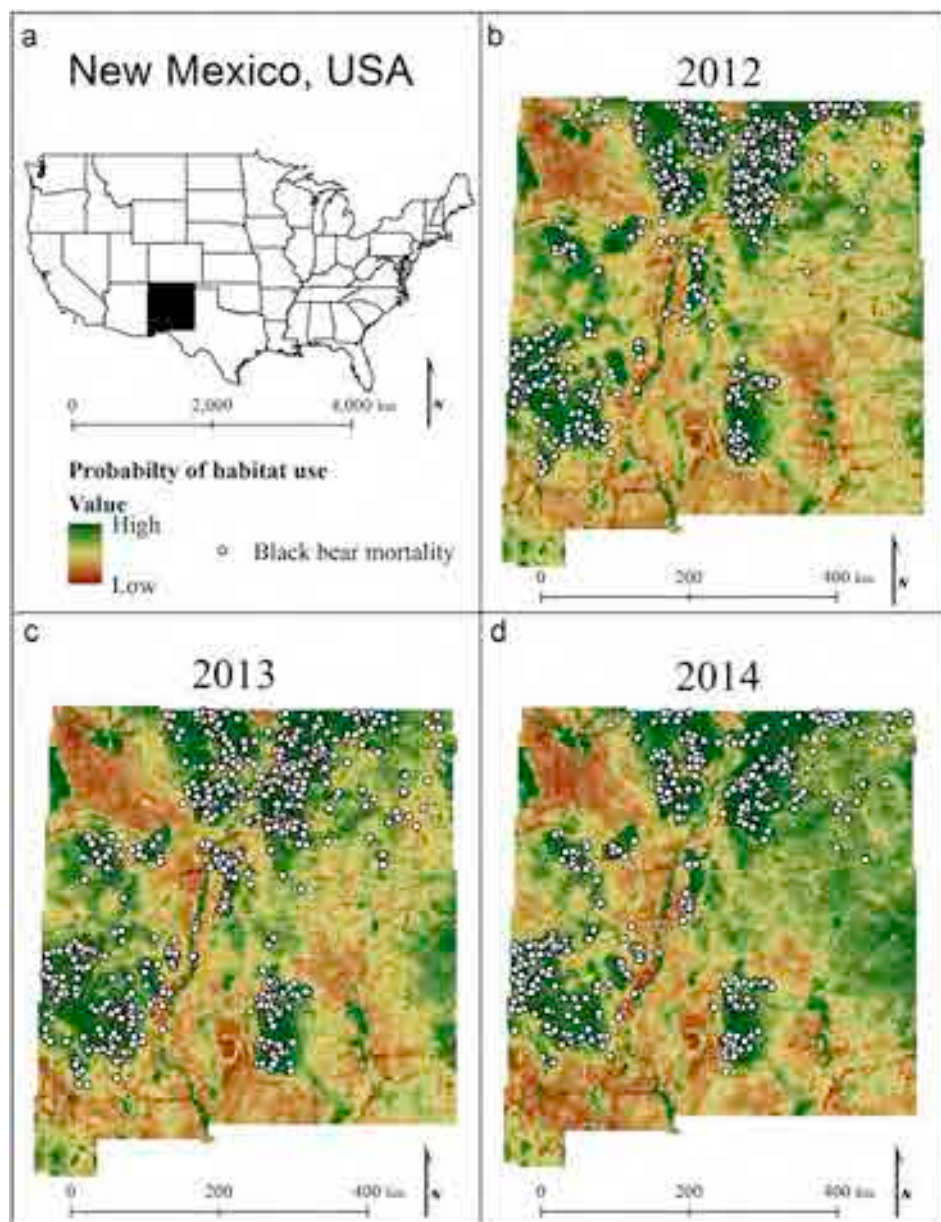 a
New Mexico, USA
0 2,000 4,000 km
N
Probabilty of habitat use
Value
High
Low
Black bear mortality
b
2012
0 200 400 km
N
c
2013
0 200 400 km
N
d
2014
0 200 400 km
N